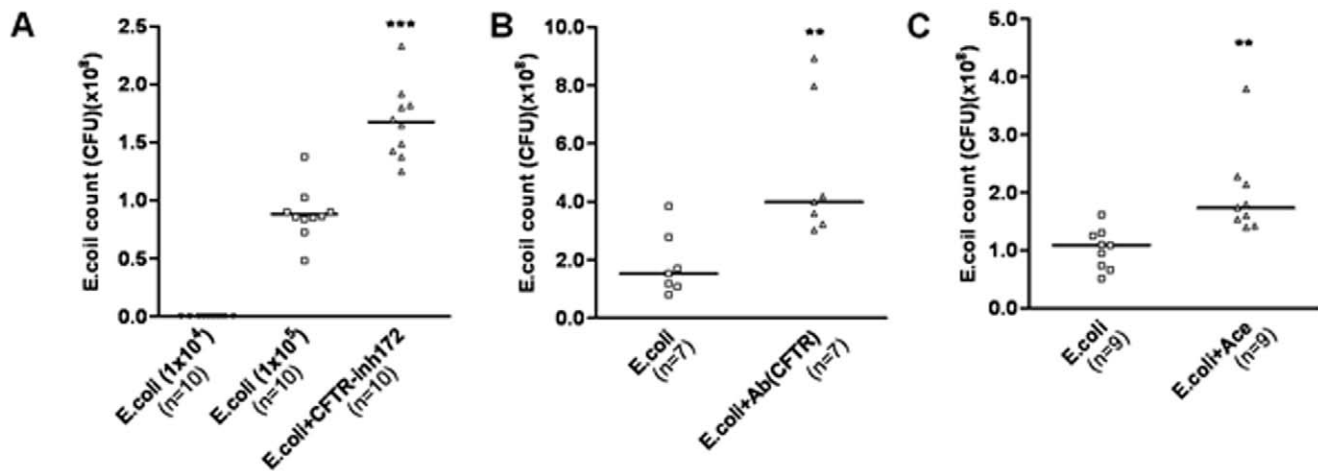 A
E.coil count (CFU)(x10⁸)
2.5
2.0
1.5
1.0
0.5
0.0
***
E.coli (1x10⁴)
(n=10)
E.coli (1x10⁵)
(n=10)
E.coli+CFTR-inh172
(n=10)
B
E.coil count (CFU)(x10⁸)
10.0
8.0
6.0
4.0
2.0
0.0
**
E.coli
(n=7)
E.coli+Ab(CFTR)
(n=7)
C
E.coil count (CFU)(x10⁸)
5.0
4.0
3.0
2.0
1.0
0.0
**
E.coli
(n=9)
E.coli+Ace
(n=9)